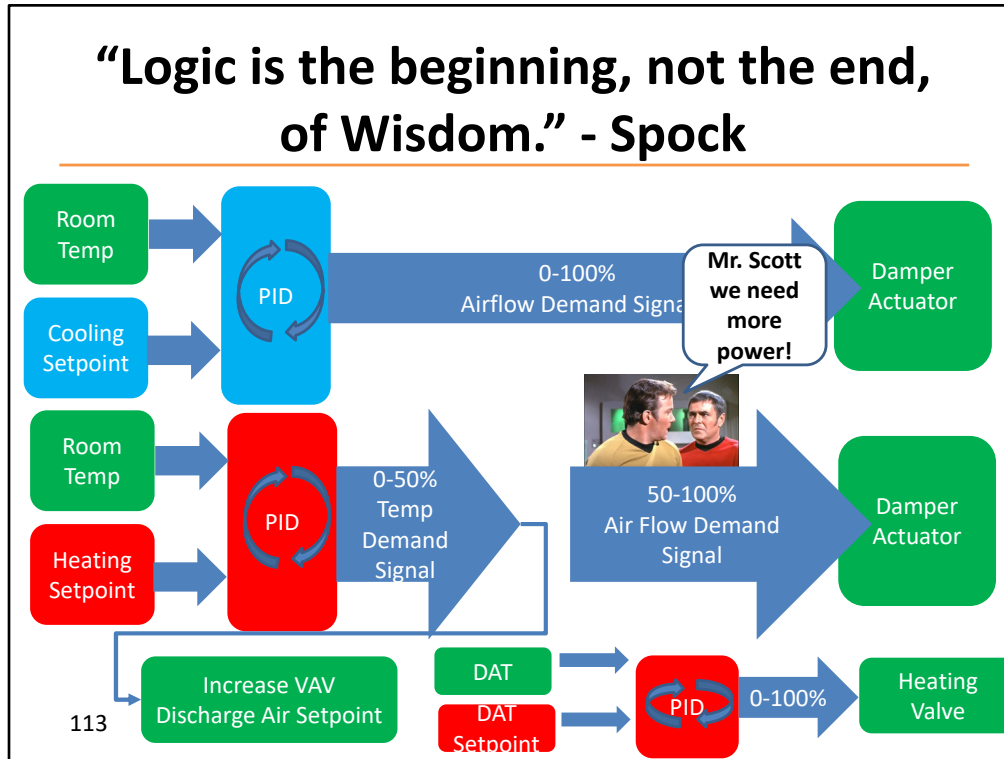 “Logic is the beginning, not the end,
of Wisdom.” - Spock
Room
Temp
Cooling
Setpoint
PID
0-100%
Airflow Demand Signal
Mr. Scott
we need
more
power!
Damper
Actuator
Room
Temp
Heating
Setpoint
PID
0-50%
Temp
Demand
Signal
50-100%
Air Flow Demand
Signal
Damper
Actuator
Increase VAV
Discharge Air Setpoint
DAT
DAT
Setpoint
PID
0-100%
Heating
Valve
113